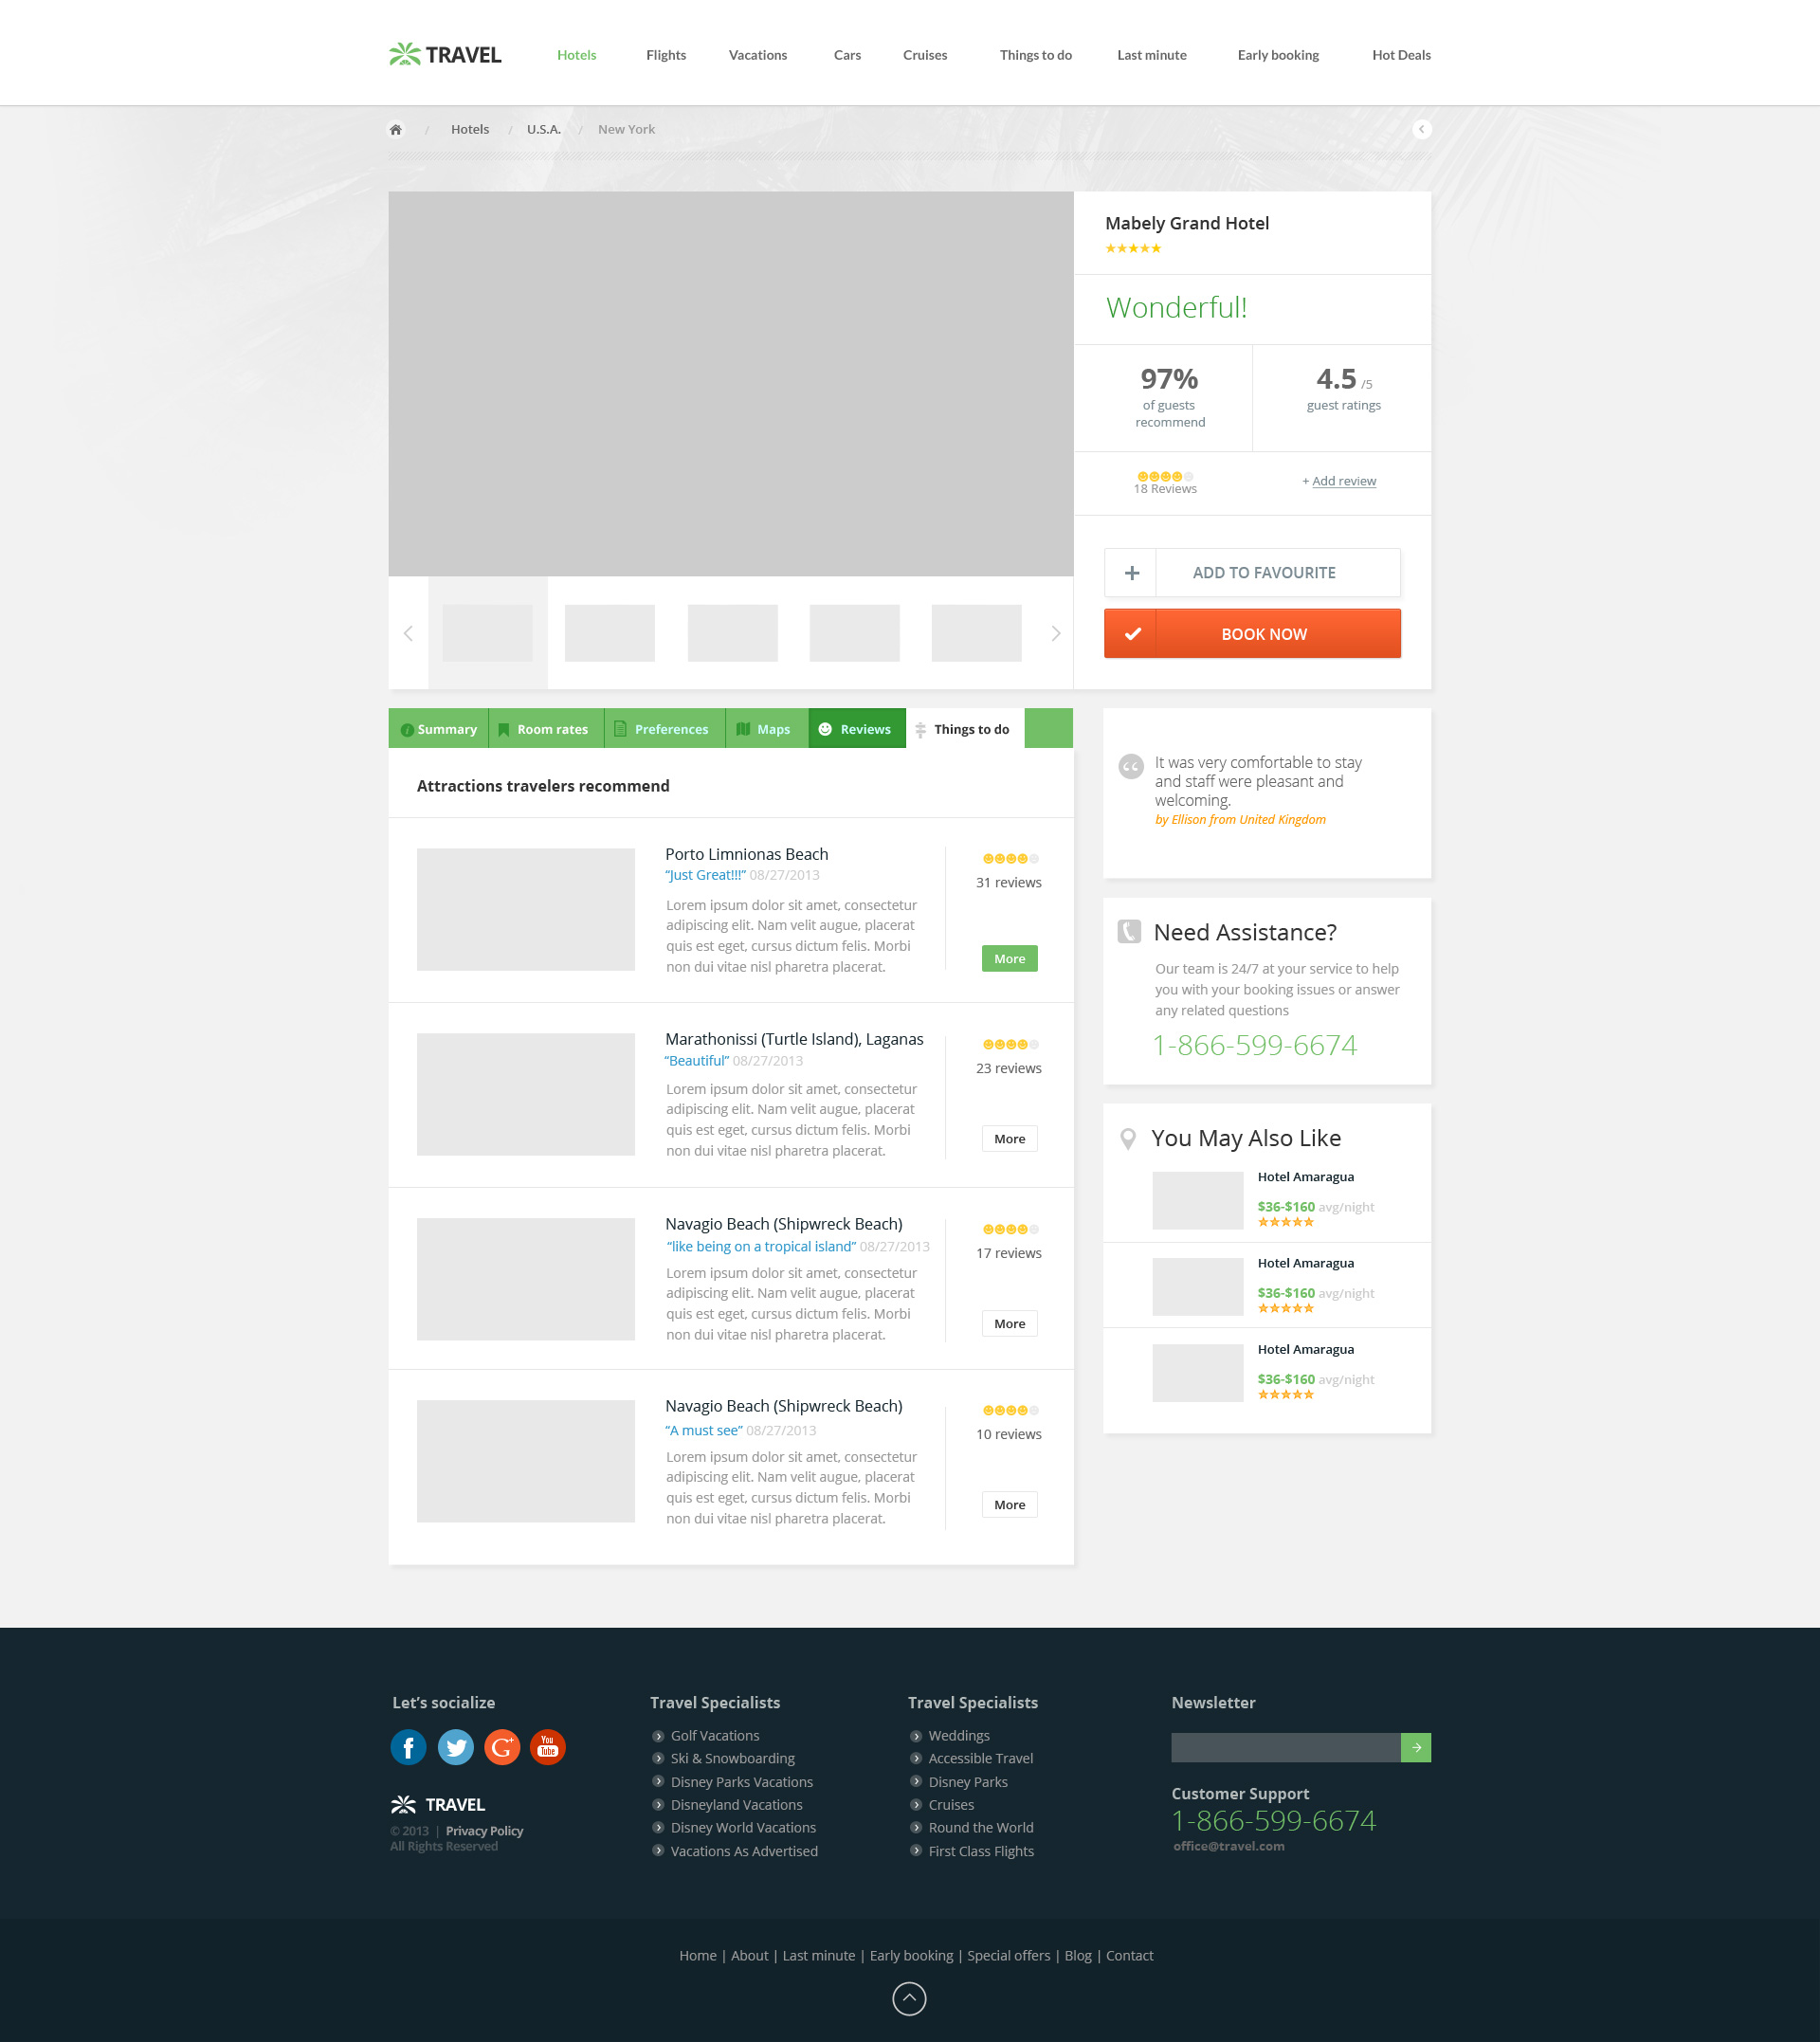 TRAVEL
Hotels Flights Vacations Cars Cruises Things to do Last minute Early booking Hot Deals
/ Hotels / U.S.A. / New York
Mabely Grand Hotel
Wonderful!
97%
of guests
recommend
4.5 /5
guest ratings
18 Reviews
+ Add review
ADD TO FAVOURITE
BOOK NOW
Summary Room rates Preferences Maps Reviews Things to do
Attractions travelers recommend
Porto Limnionas Beach
“Just Great!!!” 08/27/2013
Lorem ipsum dolor sit amet, consectetur
adipiscing elit. Nam velit augue, placerat
quis est eget, cursus dictum felis. Morbi
non dui vitae nisl pharetra placerat.
31 reviews
More
Marathonissi (Turtle Island), Laganas
“Beautiful” 08/27/2013
Lorem ipsum dolor sit amet, consectetur
adipiscing elit. Nam velit augue, placerat
quis est eget, cursus dictum felis. Morbi
non dui vitae nisl pharetra placerat.
23 reviews
More
Navagio Beach (Shipwreck Beach)
“like being on a tropical island” 08/27/2013
Lorem ipsum dolor sit amet, consectetur
adipiscing elit. Nam velit augue, placerat
quis est eget, cursus dictum felis. Morbi
non dui vitae nisl pharetra placerat.
17 reviews
More
Navagio Beach (Shipwreck Beach)
“A must see” 08/27/2013
Lorem ipsum dolor sit amet, consectetur
adipiscing elit. Nam velit augue, placerat
quis est eget, cursus dictum felis. Morbi
non dui vitae nisl pharetra placerat.
10 reviews
More
It was very comfortable to stay
and staff were pleasant and
welcoming.
by Ellison from United Kingdom
Need Assistance?
Our team is 24/7 at your service to help
you with your booking issues or answer
any related questions
1-866-599-6674
You May Also Like
Hotel Amaragua
$36-$160 avg/night
Hotel Amaragua
$36-$160 avg/night
Hotel Amaragua
$36-$160 avg/night
Let’s socialize
f G+ You Tube
TRAVEL
© 2013 | Privacy Policy
All Rights Reserved
Travel Specialists
Golf Vacations
Ski & Snowboarding
Disney Parks Vacations
Disneyland Vacations
Disney World Vacations
Vacations As Advertised
Travel Specialists
Weddings
Accessible Travel
Disney Parks
Cruises
Round the World
First Class Flights
Newsletter
Customer Support
1-866-599-6674
office@travel.com
Home | About | Last minute | Early booking | Special offers | Blog | Contact